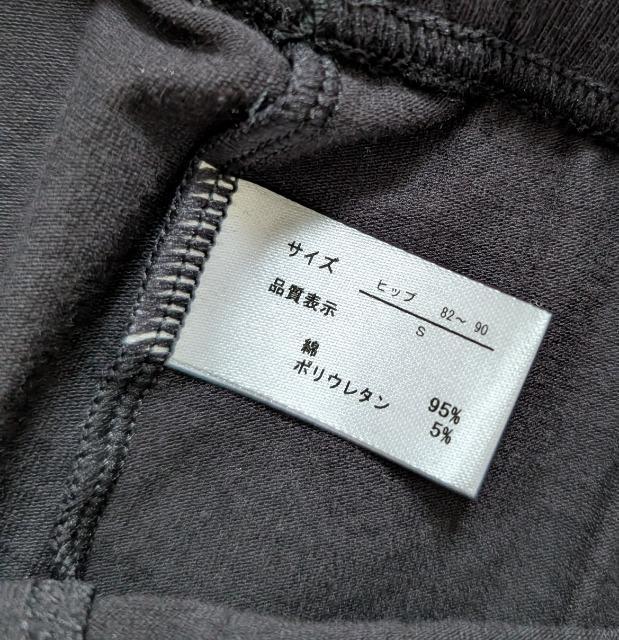 サイズ
ヒップ 82～90
S
品質表示
綿 95%
ポリウレタン 5%